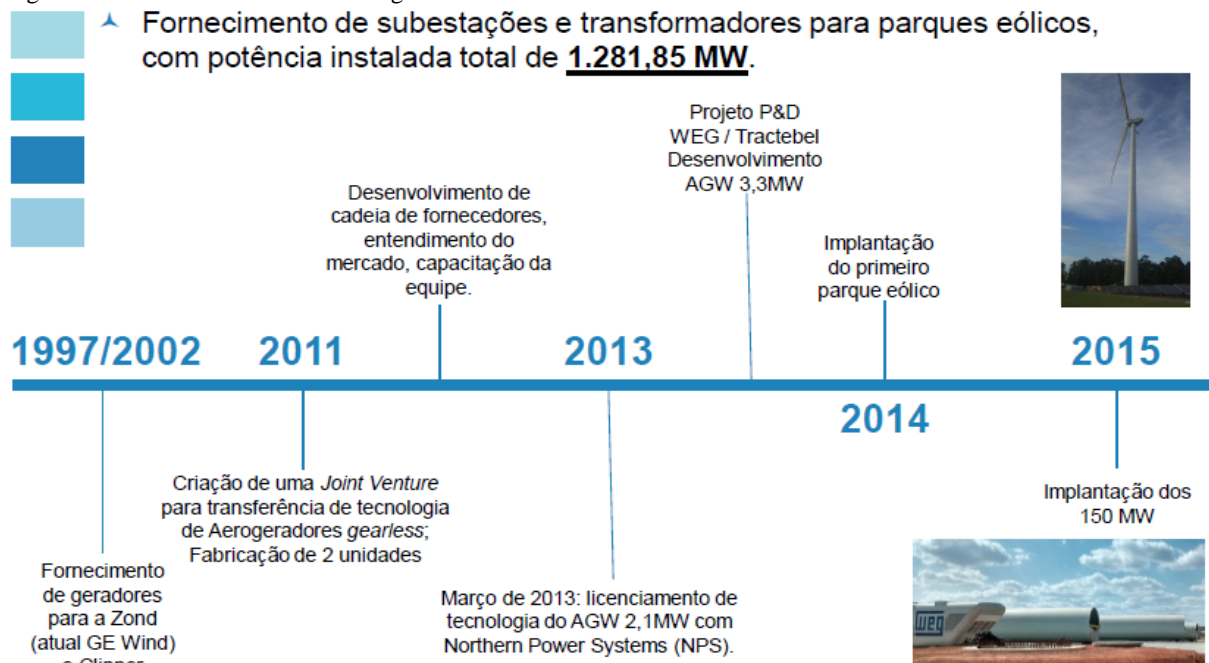 Fornecimento de subestações e transformadores para parques eólicos,
com potência instalada total de 1.281,85 MW.
Projeto P&D
WEG / Tractebel
Desenvolvimento
AGW 3,3MW
Desenvolvimento de
cadeia de fornecedores,
entendimento do
mercado, capacitação da
equipe.
Implantação
do primeiro
parque eólico
1997/2002
2011
2013
2015
2014
Criação de uma Joint Venture
para transferência de tecnologia
de Aerogeradores gearless;
Fabricação de 2 unidades
Implantação dos
150 MW
Fornecimento
de geradores
para a Zond
(atual GE Wind)
Março de 2013: licenciamento de
tecnologia do AGW 2,1MW com
Northern Power Systems (NPS).
weg